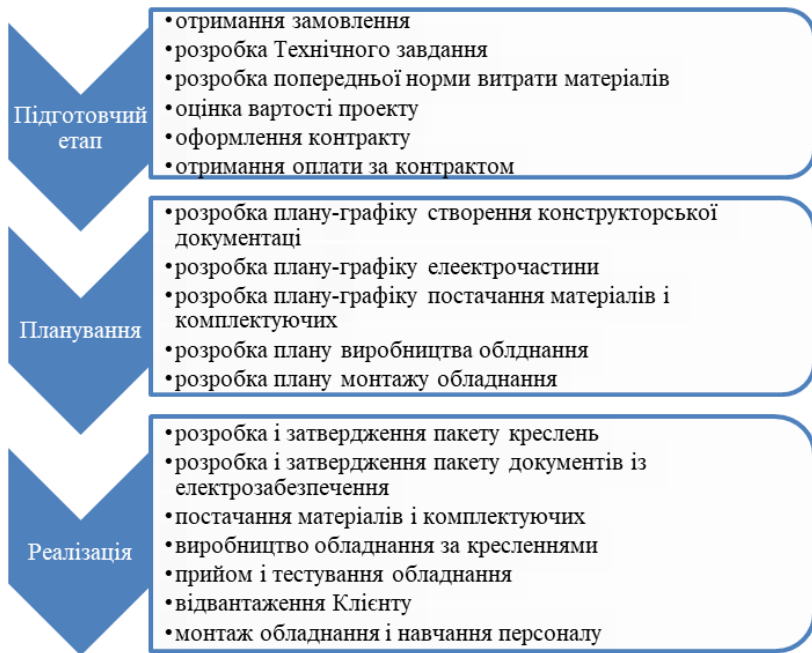 Підготовчий
етап
•отримання замовлення
•розробка Технічного завдання
•розробка попередньої норми витрати матеріалів
•оцінка вартості проекту
•оформлення контракту
•отримання оплати за контрактом
Планування
•розробка плану-графіку створення конструкторської
документаці
•розробка плану-графіку елеектрочастини
•розробка плану-графіку постачання матеріалів і
комплектуючих
•розробка плану виробництва облднання
•розробка плану монтажу обладнання
Реалізація
•розробка і затвердження пакету креслень
•розробка і затвердження пакету документів із
електрозабезпечення
•постачання матеріалів і комплектуючих
•виробництво обладнання за кресленнями
•прийом і тестування обладнання
•відвантаження Клієнту
•монтаж обладнання і навчання персоналу